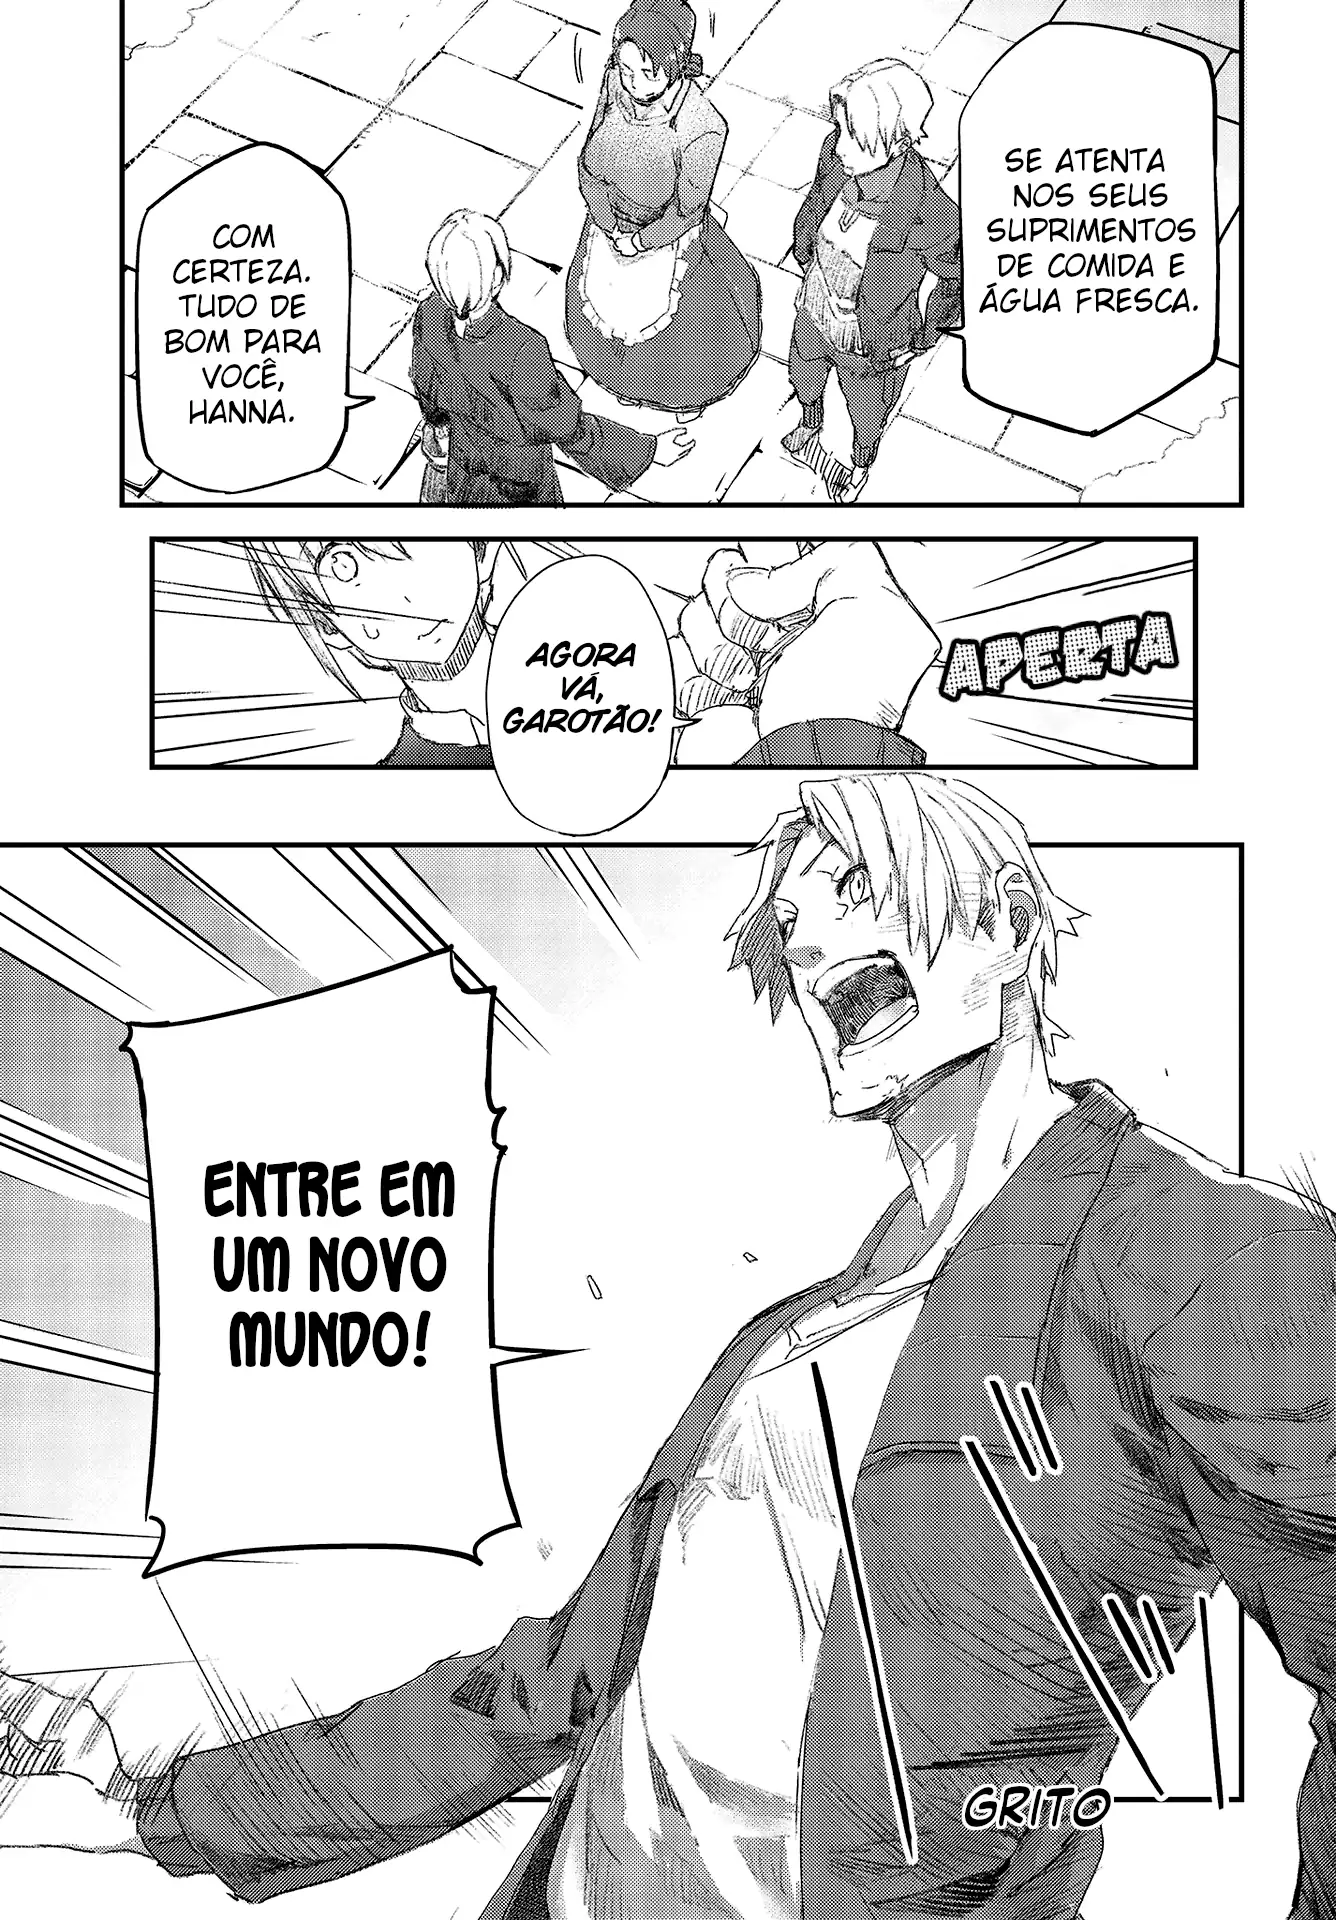 SE ATENTA
NOS SEUS
SUPRIMENTOS
DE COMIDA E
ÁGUA FRESCA.
COM
CERTEZA.
TUDO DE
BOM PARA
VOCÊ,
HANNA.
APERTA
AGORA
VÁ,
GAROTÃO!
ENTRE EM
UM NOVO
MUNDO!
GRITO